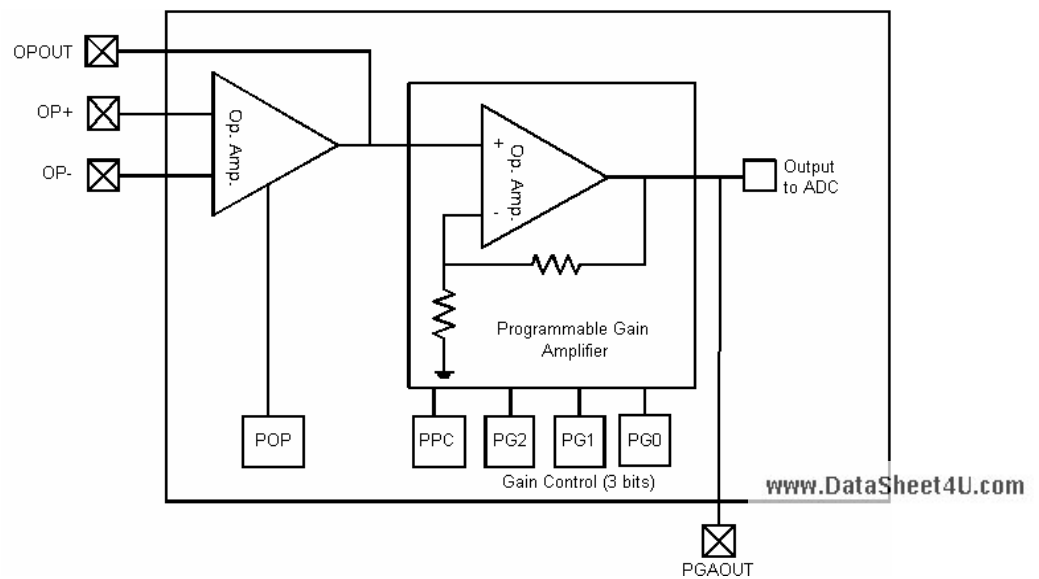 OPOUT
OP+
OP-
Op. Amp.
+
Op. Amp.
-
Output
to ADC
Programmable Gain
Amplifier
POP
PPC
PG2
PG1
PG0
Gain Control (3 bits)
www.DataSheet4U.com
PGAOUT